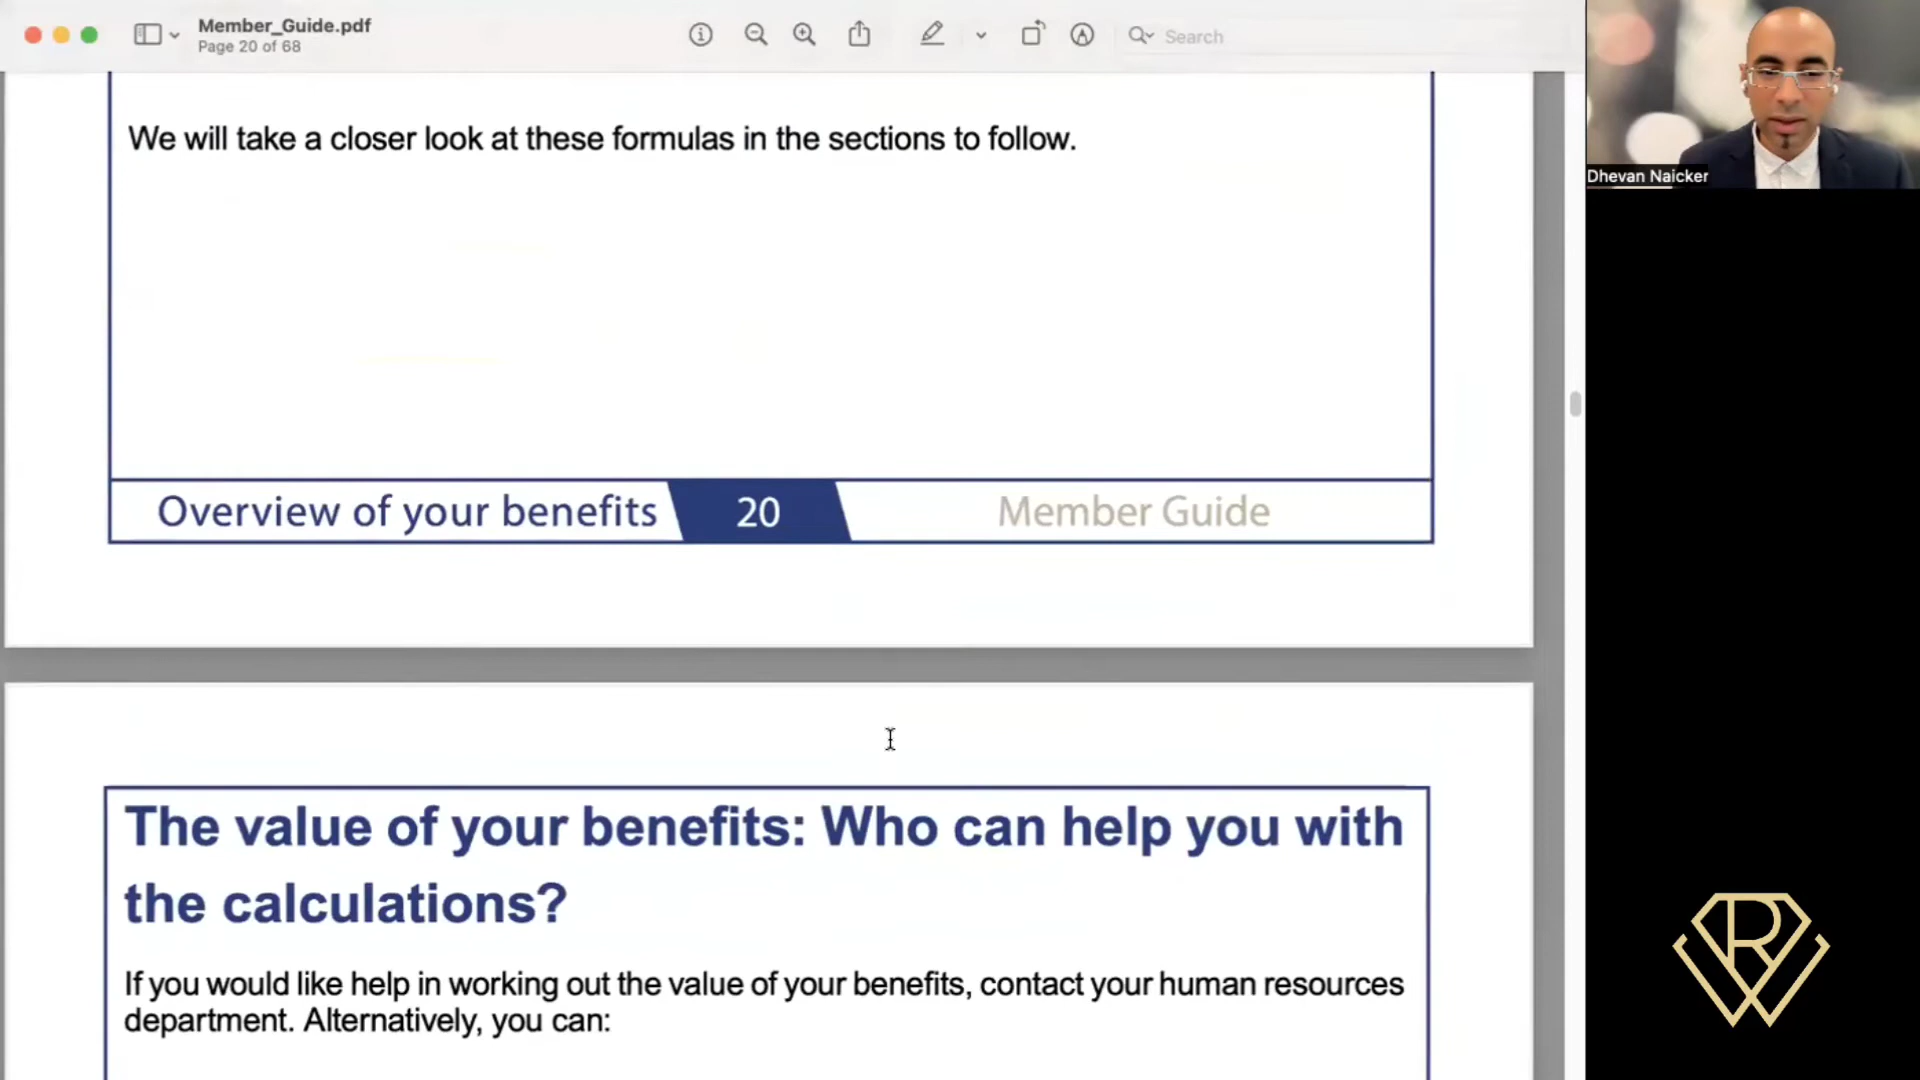 Member_Guide.pdf
Page 20 of 68
Search
Dhevan Naicker
We will take a closer look at these formulas in the sections to follow.
Overview of your benefits 20 Member Guide
The value of your benefits: Who can help you with
the calculations?
If you would like help in working out the value of your benefits, contact your human resources
department. Alternatively, you can: